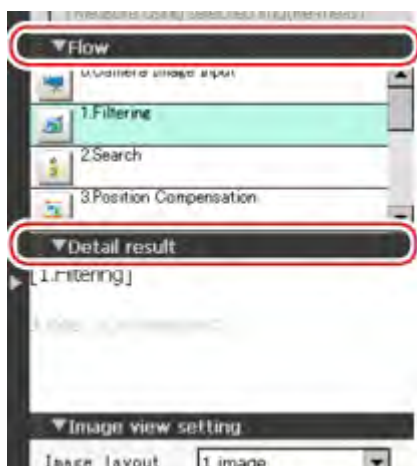 ▼Flow
0.Camera Image Input
1.Filtering
2.Search
3.Position Compensation
▼Detail result
[1.Filtering]
▼Image view setting
Image layout 1 image